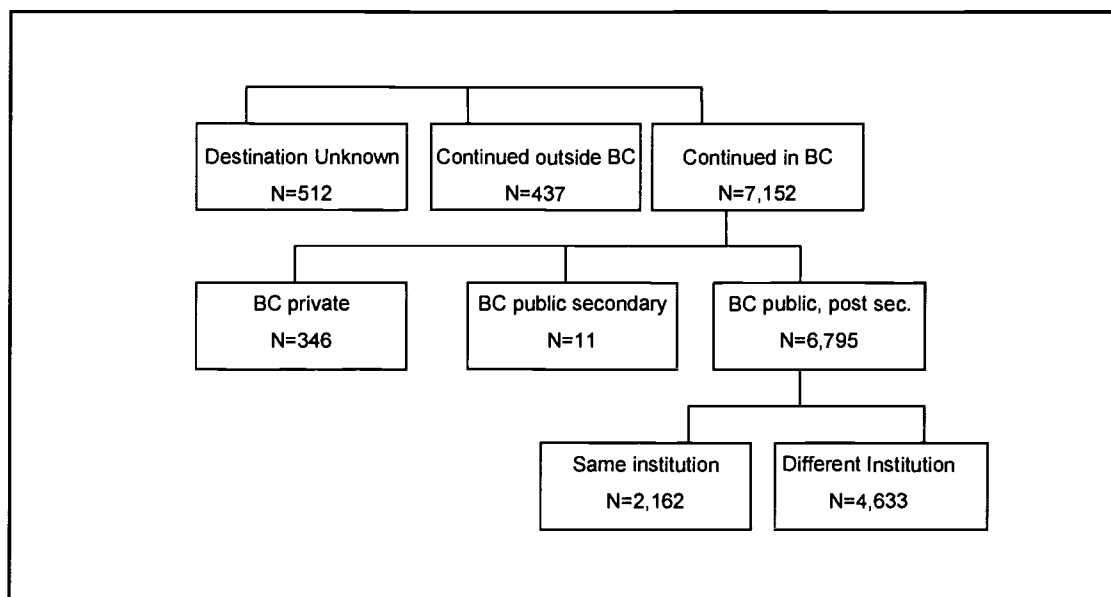 Destination Unknown
N=512
Continued outside BC
N=437
Continued in BC
N=7,152
BC private
N=346
BC public secondary
N=11
BC public, post sec.
N=6,795
Same institution
N=2,162
Different Institution
N=4,633